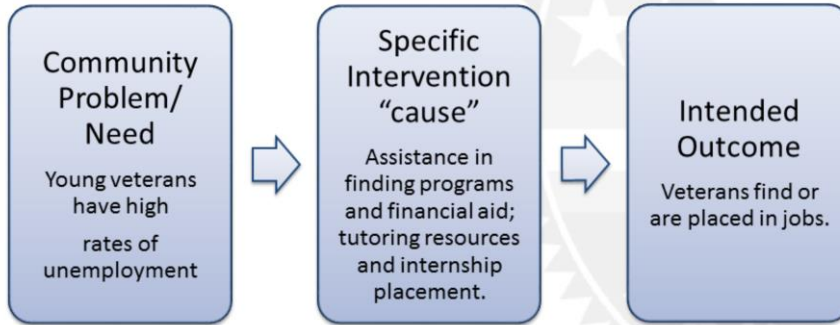 Community
Problem/
Need
Young veterans
have high
rates of
unemployment
Specific
Intervention
“cause”
Assistance in
finding programs
and financial aid;
tutoring resources
and internship
placement.
Intended
Outcome
Veterans find or
are placed in jobs.